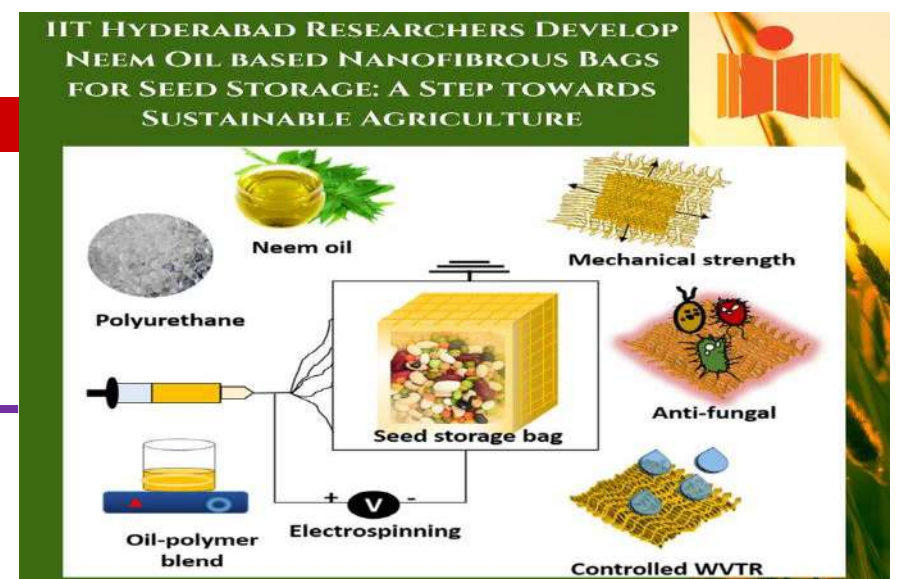 IIT HYDERABAD RESEARCHERS DEVELOP
NEEM OIL BASED NANOFIBROUS BAGS
FOR SEED STORAGE: A STEP TOWARDS
SUSTAINABLE AGRICULTURE
Neem oil
Mechanical strength
Polyurethane
Anti-fungal
Seed storage bag
+ V -
Electrospinning
Oil-polymer
blend
Controlled WVTR